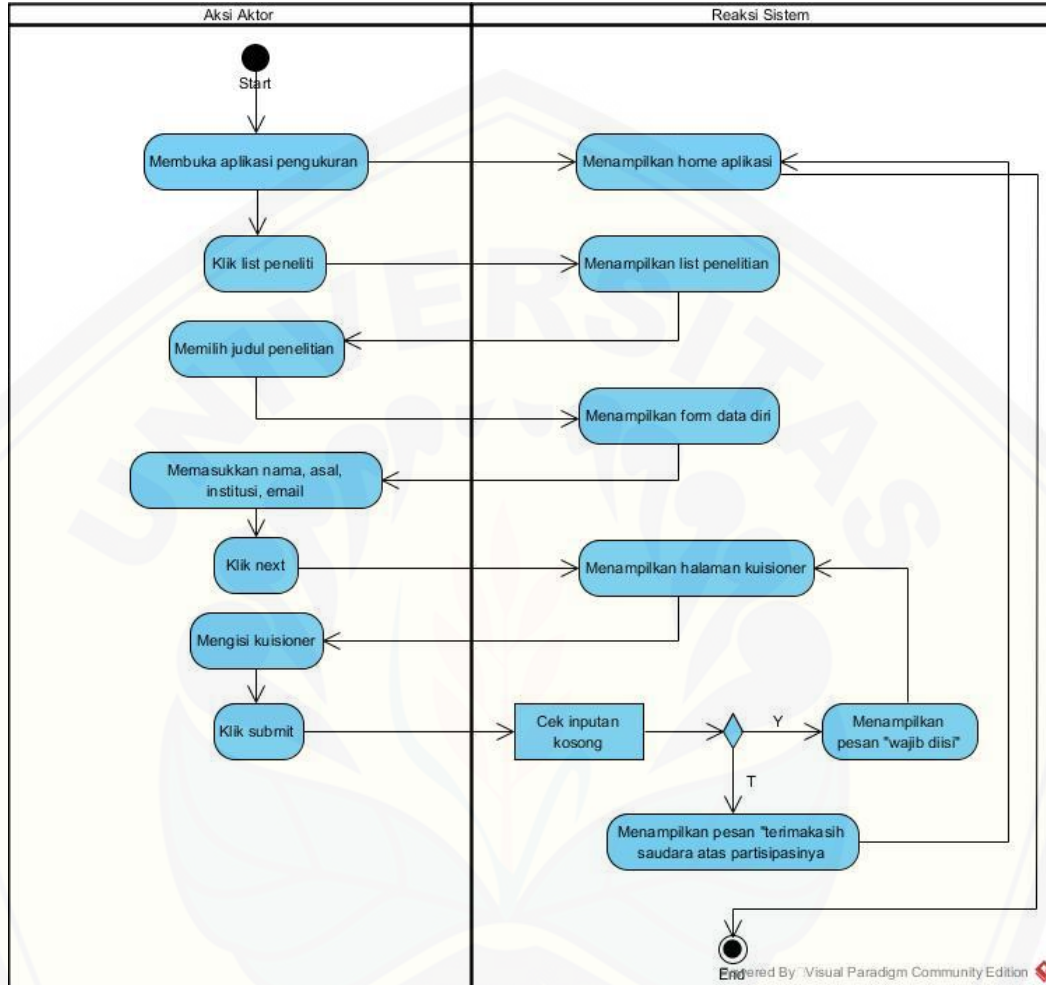 Aksi Aktor
Reaksi Sistem
Start
Membuka aplikasi pengukuran
Menampilkan home aplikasi
Klik list peneliti
Menampilkan list penelitian
Memilih judul penelitian
Menampilkan form data diri
Memasukkan nama, asal,
institusi, email
Klik next
Menampilkan halaman kuisioner
Mengisi kuisioner
Klik submit
Cek inputan
kosong
Y
Menampilkan
pesan "wajib diisi"
T
Menampilkan pesan "terimakasih
saudara atas partisipasinya
End
Powered By Visual Paradigm Community Edition
UNIVERSITAS